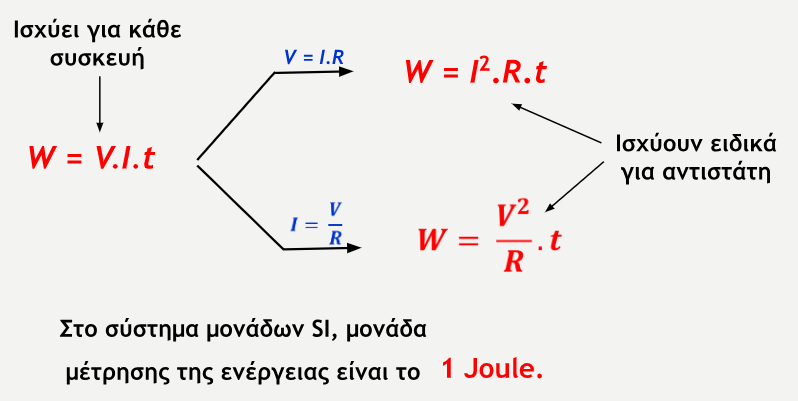 Ισχύει για κάθε
συσκευή
W = V.I.t
V = I.R
W = I².R.t
I = V/R
W = V²/R . t
Ισχύουν ειδικά
για αντιστάτη
Στο σύστημα μονάδων SI, μονάδα
μέτρησης της ενέργειας είναι το 1 Joule.